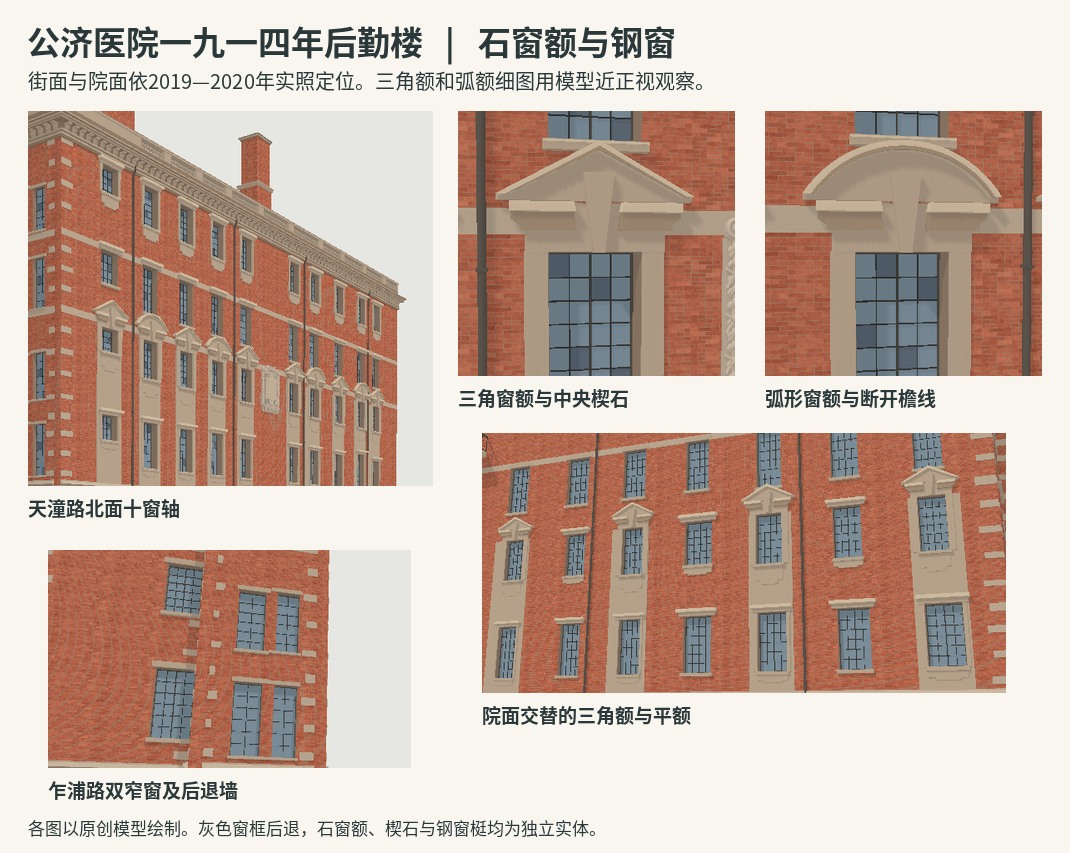 公济医院一九一四年后勤楼 | 石窗额与钢窗
街面与院面依2019—2020年实照定位。三角额和弧额细图用模型近正视观察。
三角窗额与中央楔石
弧形窗额与断开檐线
天潼路北面十窗轴
院面交替的三角额与平额
乍浦路双窄窗及后退墙
各图以原创模型绘制。灰色窗框后退，石窗额、楔石与钢窗梃均为独立实体。